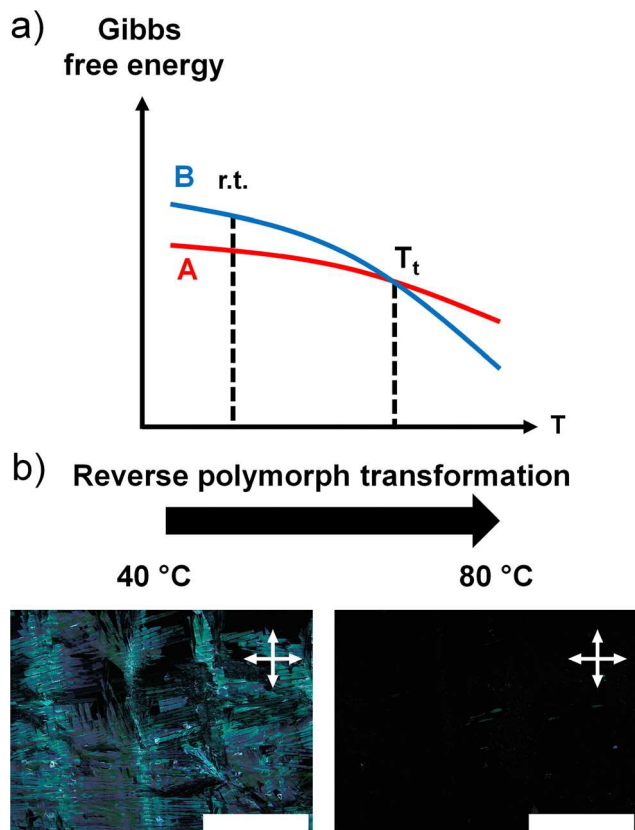 a)
Gibbs
free energy
B
r.t.
A
Tt
T
b)
Reverse polymorph transformation
40 °C
80 °C